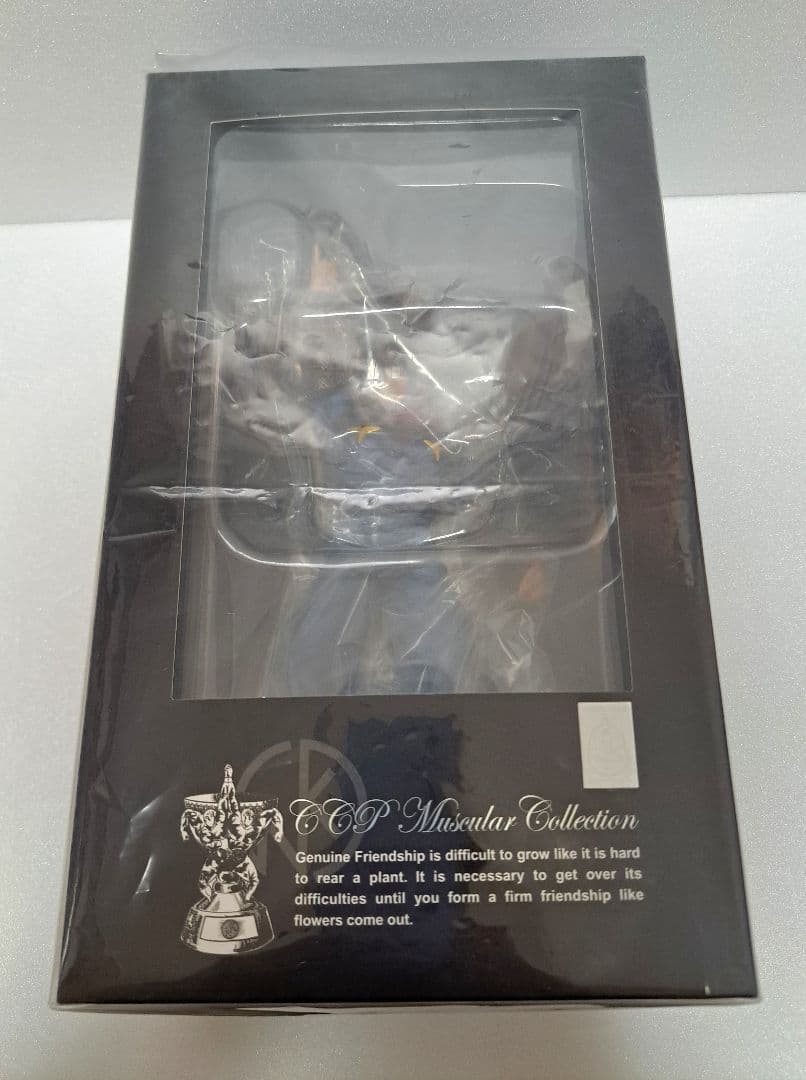 CCP Muscular Collection
Genuine Friendship is difficult to grow like it is hard
to rear a plant. It is necessary to get over its
difficulties until you form a firm friendship like
flowers come out.